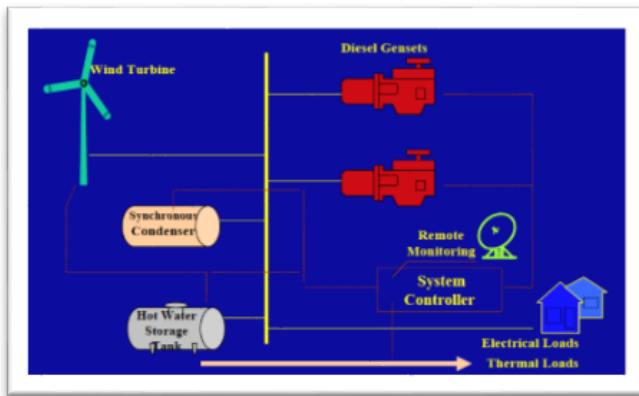 Diesel Gensets
Wind Turbine
Synchronous
Condenser
Remote
Monitoring
System
Controller
Hot Water
Storage
Tank
Electrical Loads
Thermal Loads